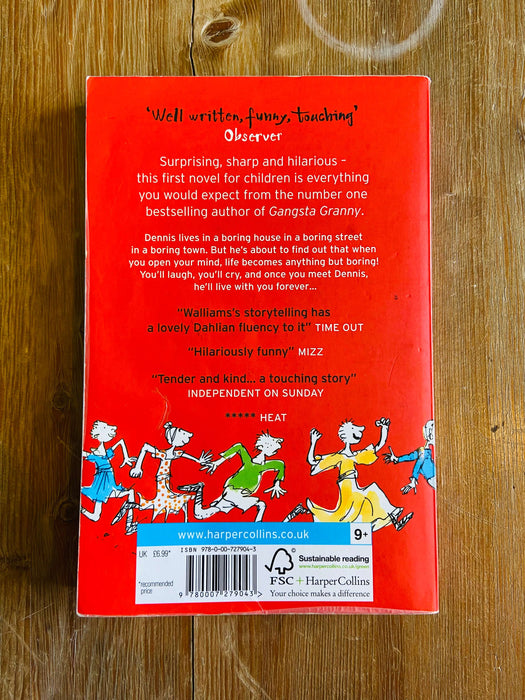 'Well written, funny, touching'
Observer
Surprising, sharp and hilarious –
this first novel for children is everything
you would expect from the number one
bestselling author of Gangsta Granny.
Dennis lives in a boring house in a boring street
in a boring town. But he's about to find out that when
you open your mind, life becomes anything but boring!
You'll laugh, you'll cry, and once you meet Dennis,
he'll live with you forever...
"Walliams's storytelling has
a lovely Dahlian fluency to it" TIME OUT
"Hilariously funny" MIZZ
"Tender and kind... a touching story"
INDEPENDENT ON SUNDAY
***** HEAT
www.harpercollins.co.uk
9+
UK £6.99*
*recommended
price
ISBN 978-0-00-727904-3
9 780007 279043 >
Sustainable reading
www.harpercollins.co.uk/green
FSC + HarperCollins
Your choice makes a difference